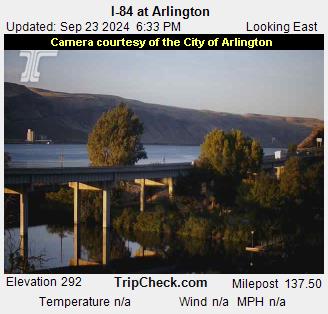 I-84 at Arlington
Updated: Sep 23 2024 6:33 PM Looking East
Camera courtesy of the City of Arlington
Elevation 292 TripCheck.com Milepost 137.50
Temperature n/a Wind n/a MPH n/a